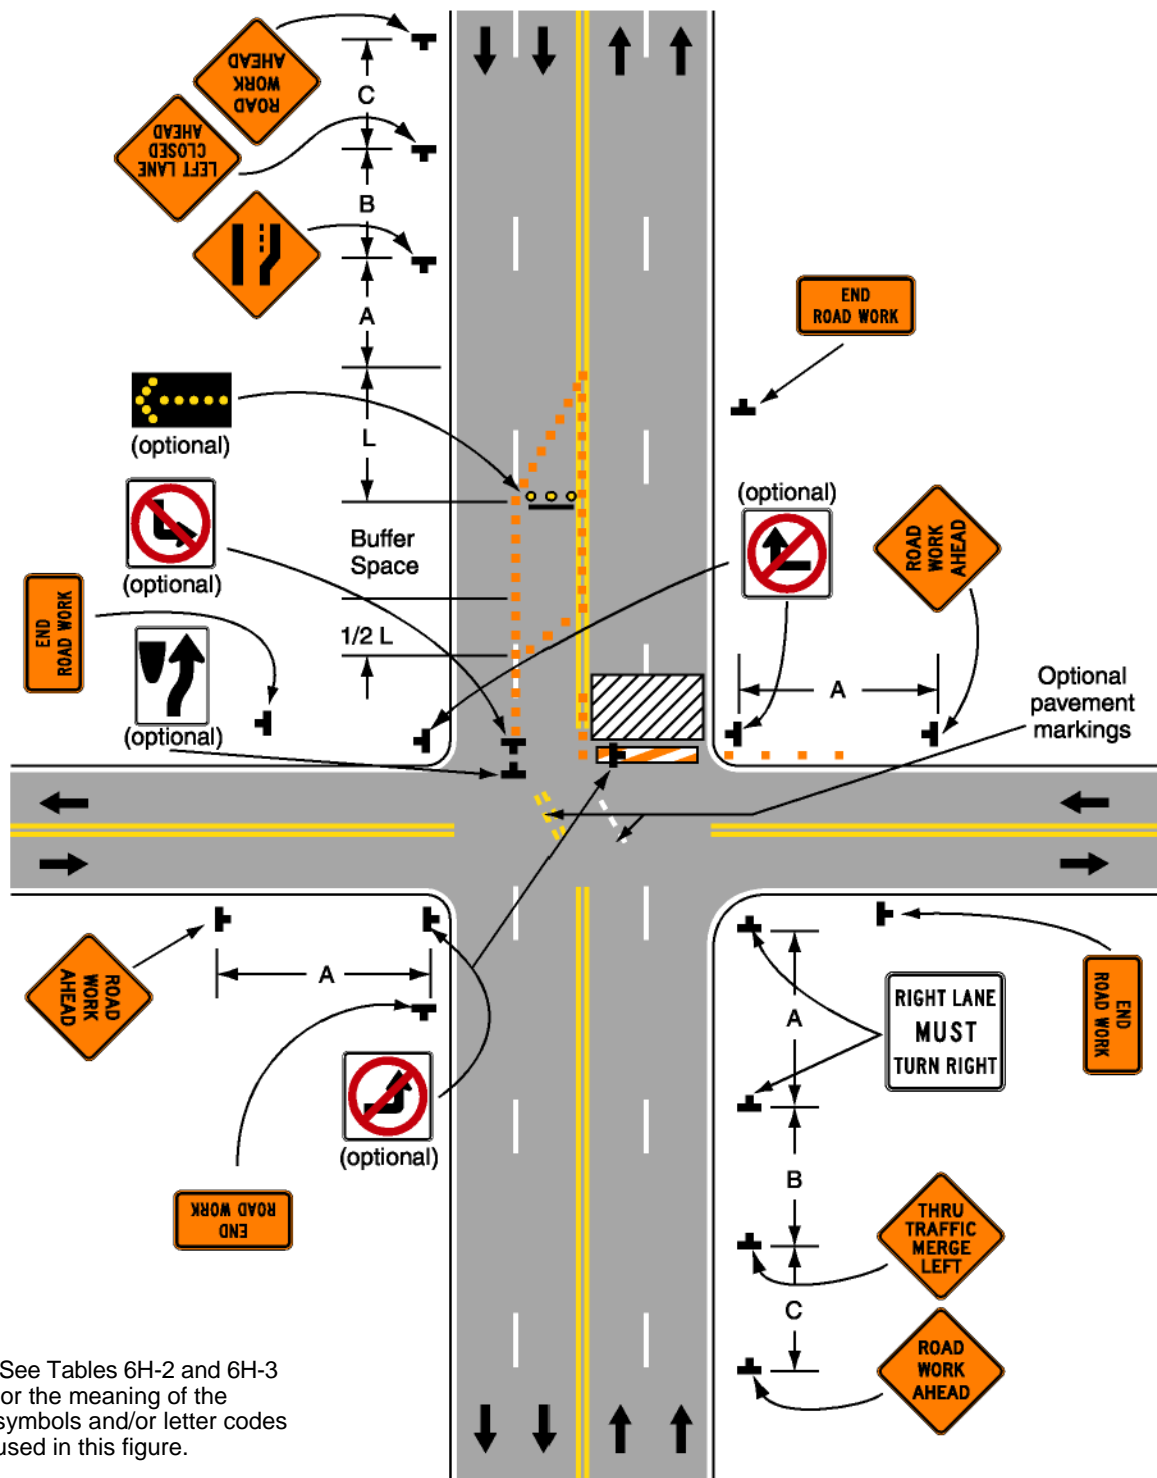 ROAD
WORK
AHEAD
C
LEFT LANE
CLOSED
AHEAD
B
A
END
ROAD WORK
(optional)
L
(optional)
(optional)
ROAD
WORK
AHEAD
Buffer
Space
(optional)
END
ROAD WORK
1/2 L
A
Optional
pavement
markings
(optional)
ROAD
WORK
AHEAD
A
END
ROAD WORK
A
RIGHT LANE
MUST
TURN RIGHT
END
ROAD WORK
(optional)
B
THRU
TRAFFIC
MERGE
LEFT
C
ROAD
WORK
AHEAD
See Tables 6H-2 and 6H-3
or the meaning of the
symbols and/or letter codes
used in this figure.